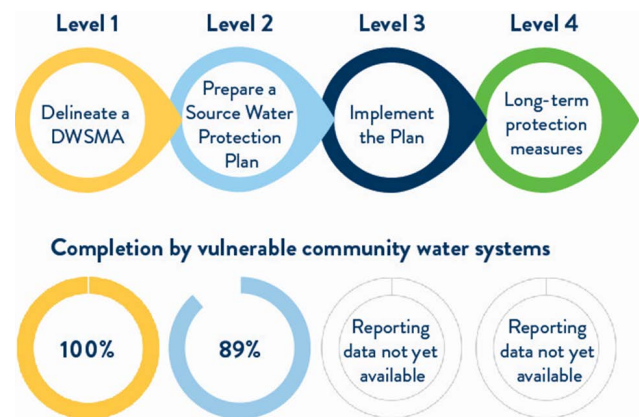 Level 1
Level 2
Level 3
Level 4
Delineate a
DWSMA
Prepare a
Source Water
Protection
Plan
Implement
the Plan
Long-term
protection
measures
Completion by vulnerable community water systems
100%
89%
Reporting
data not yet
available
Reporting
data not yet
available